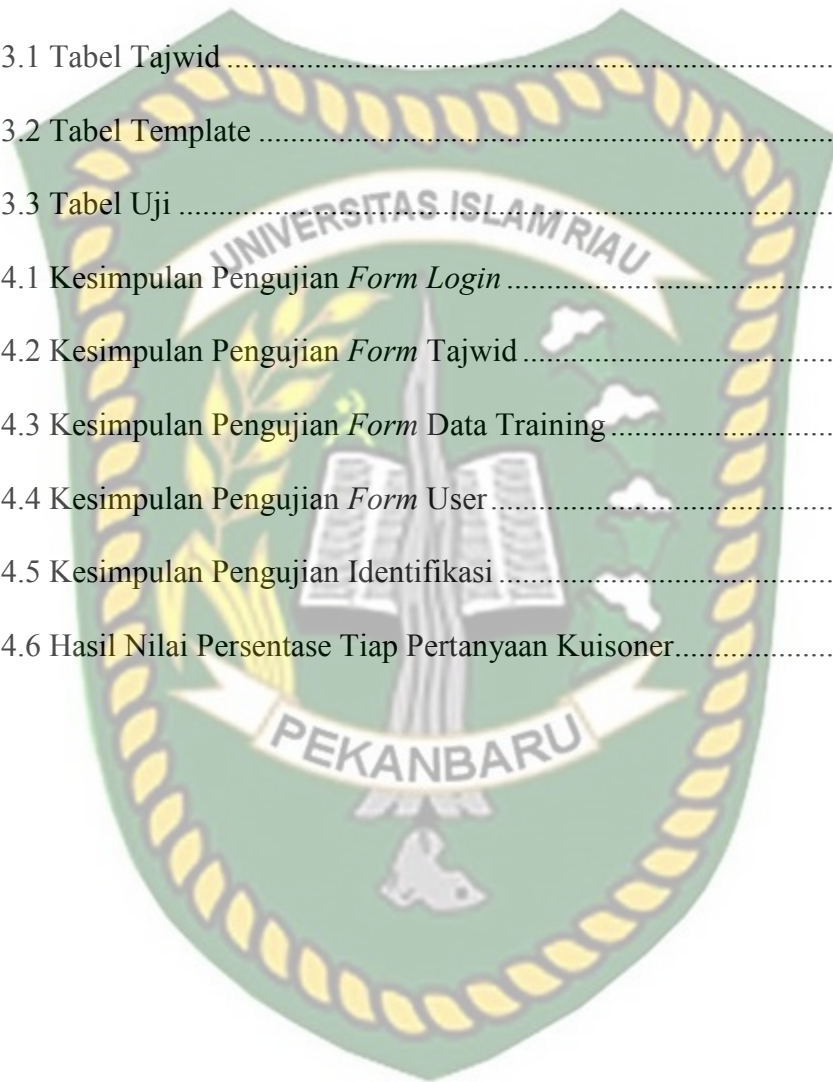 3.1 Tabel Tajwid ........................................................................
3.2 Tabel Template ....................................................................
3.3 Tabel Uji ..............................................................................
UNIVERSITAS ISLAM RIAU
4.1 Kesimpulan Pengujian Form Login .......................................
4.2 Kesimpulan Pengujian Form Tajwid .....................................
4.3 Kesimpulan Pengujian Form Data Training ...........................
4.4 Kesimpulan Pengujian Form User .........................................
4.5 Kesimpulan Pengujian Identifikasi ........................................
4.6 Hasil Nilai Persentase Tiap Pertanyaan Kuisoner....................
PEKANBARU